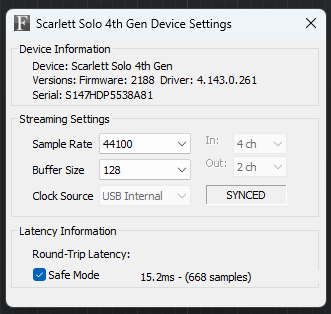 F Scarlett Solo 4th Gen Device Settings
Device Information
Device: Scarlett Solo 4th Gen
Versions: Firmware: 2188 Driver: 4.143.0.261
Serial: S147HDP5538A81
Streaming Settings
Sample Rate 44100 In: 4 ch
Buffer Size 128 Out: 2 ch
Clock Source USB Internal SYNCED
Latency Information
Round-Trip Latency:
Safe Mode 15.2ms - (668 samples)